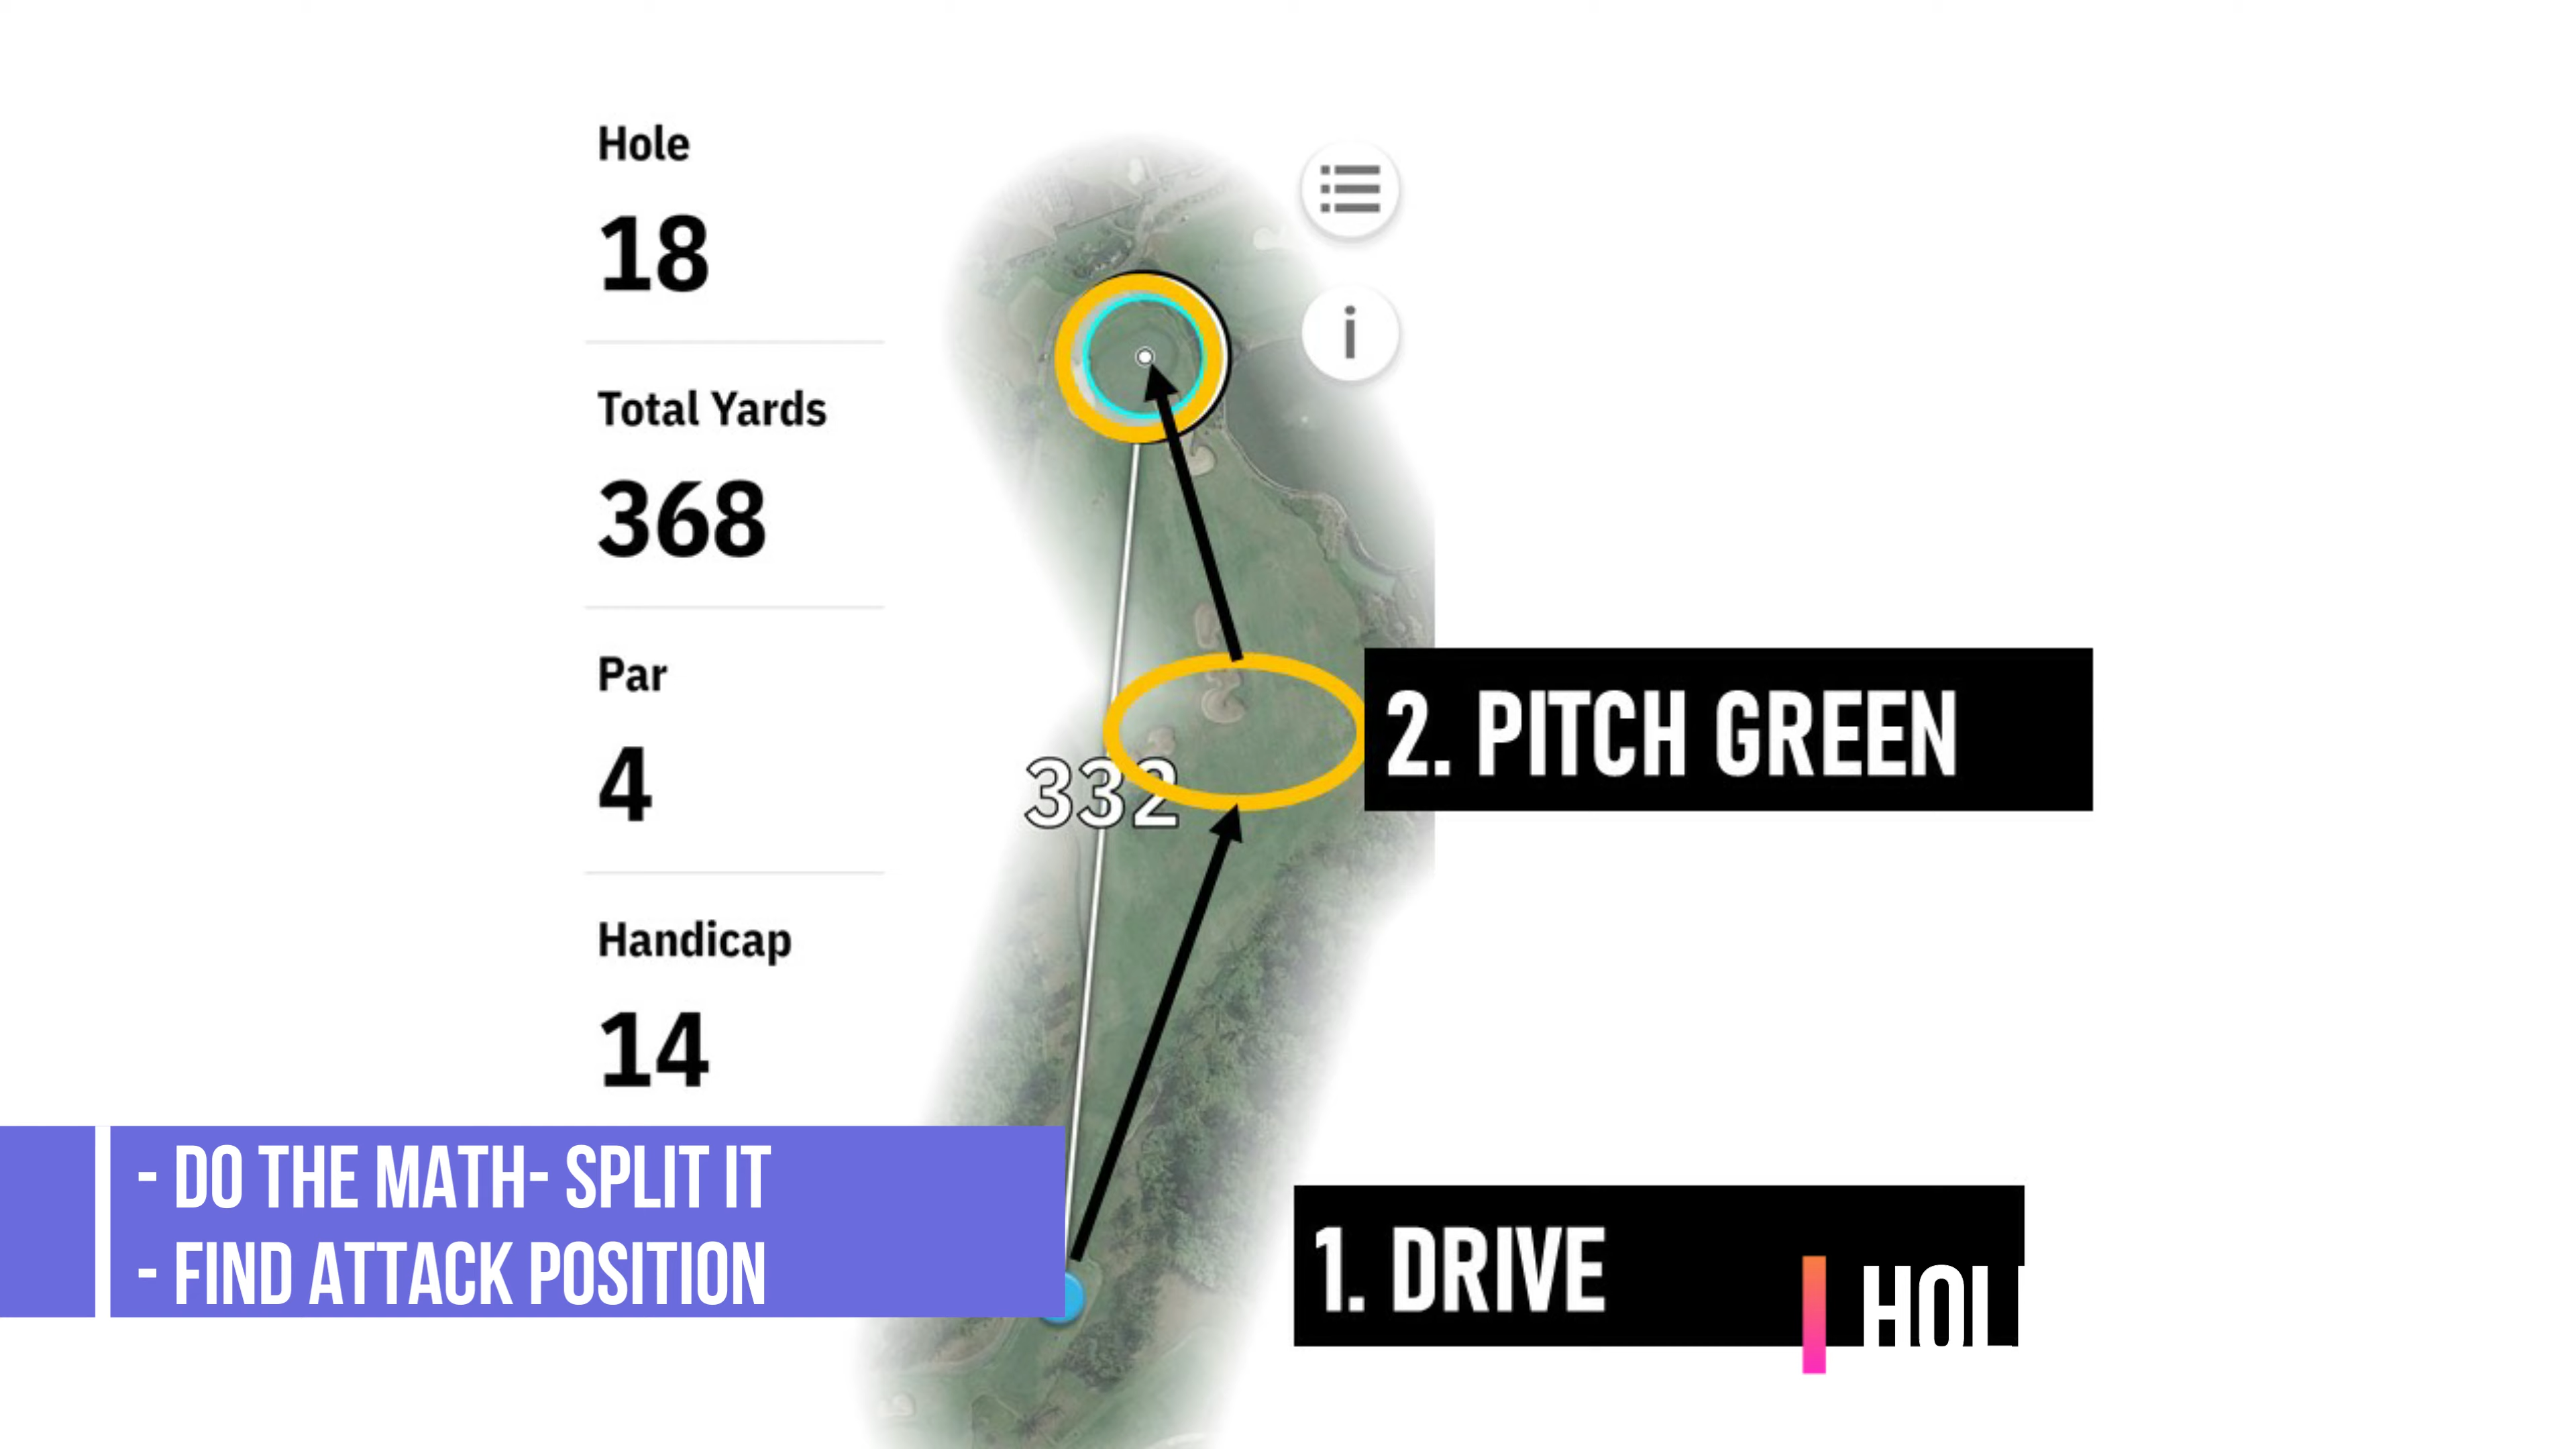 Hole
18
Total Yards
368
Par
4
Handicap
14
i
332
2. PITCH GREEN
1. DRIVE
- DO THE MATH- SPLIT IT
- FIND ATTACK POSITION